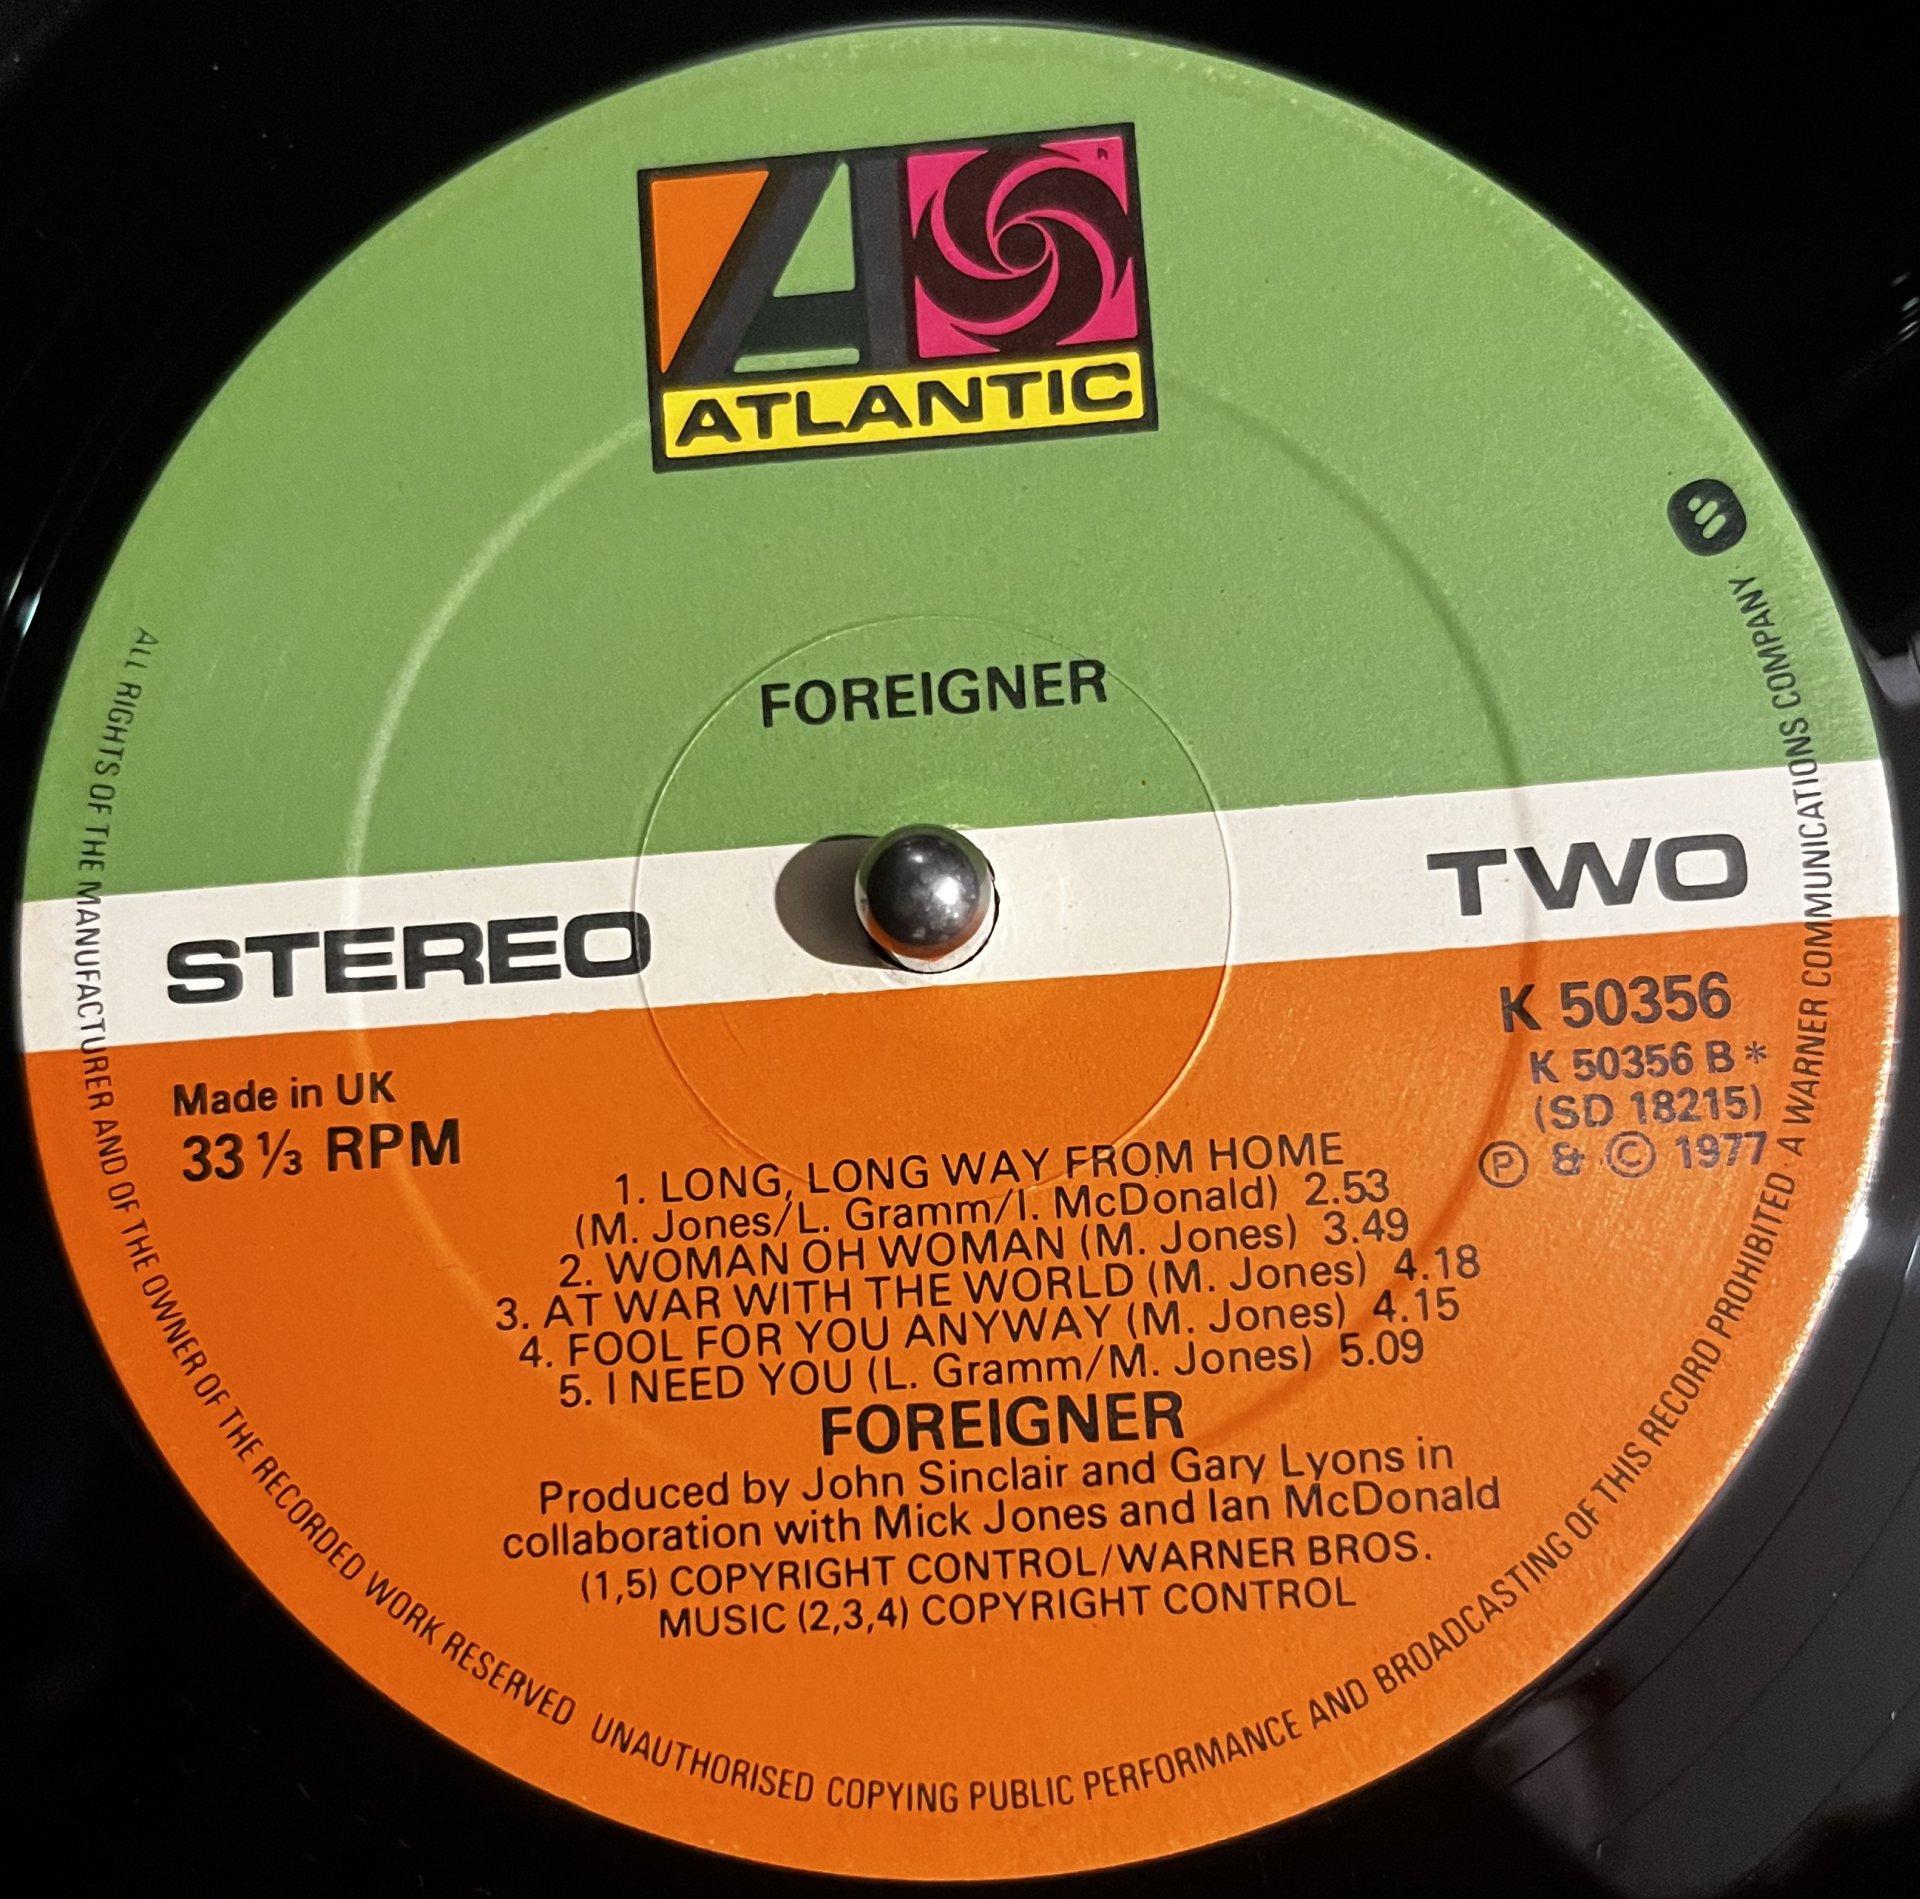 ATLANTIC
FOREIGNER
STEREO
TWO
Made in UK
33 1/3 RPM
K 50356
K 50356 B *
(SD 18215)
Ⓟ & © 1977
1. LONG, LONG WAY FROM HOME
(M. Jones/L. Gramm/I. McDonald) 2.53
2. WOMAN OH WOMAN (M. Jones) 3.49
3. AT WAR WITH THE WORLD (M. Jones) 4.18
4. FOOL FOR YOU ANYWAY (M. Jones) 4.15
5. I NEED YOU (L. Gramm/M. Jones) 5.09
FOREIGNER
Produced by John Sinclair and Gary Lyons in
collaboration with Mick Jones and Ian McDonald
(1,5) COPYRIGHT CONTROL/WARNER BROS.
MUSIC (2,3,4) COPYRIGHT CONTROL
ALL RIGHTS OF THE MANUFACTURER AND OF THE OWNER OF THE RECORDED WORK RESERVED UNAUTHORISED COPYING PUBLIC PERFORMANCE AND BROADCASTING OF THIS RECORD PROHIBITED · A WARNER COMMUNICATIONS COMPANY